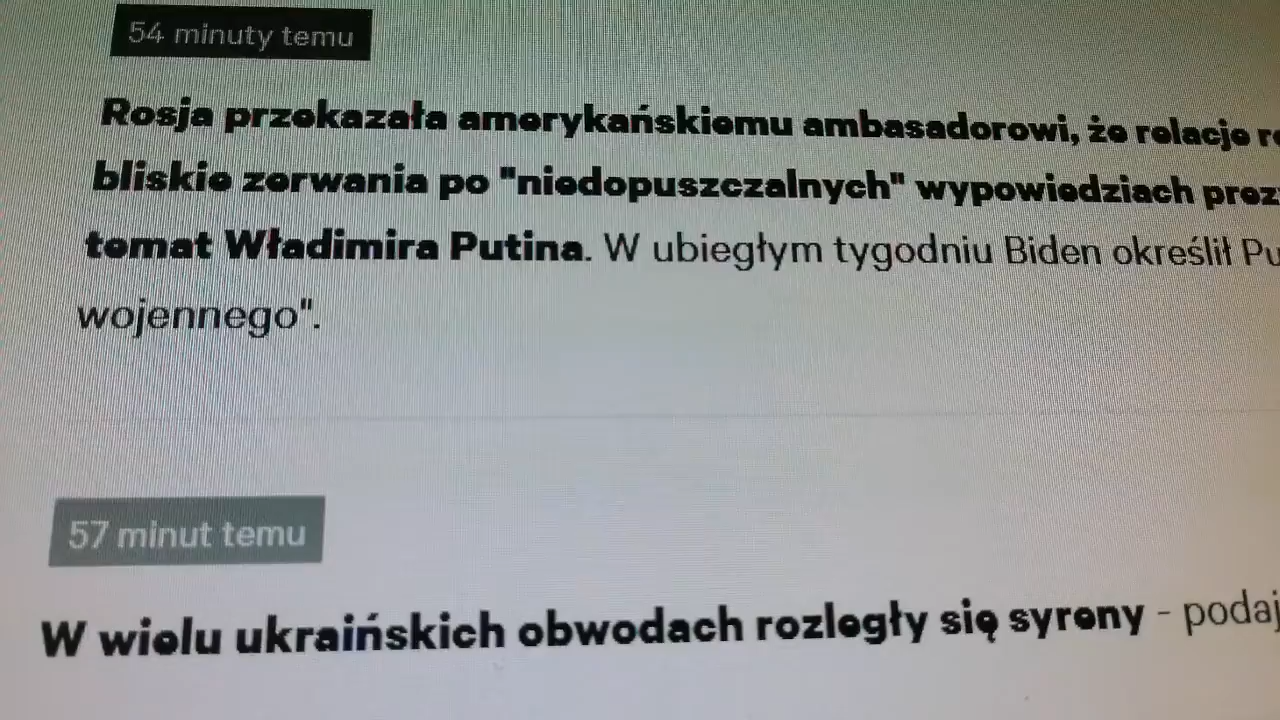 54 minuty temu
Rosja przekazała amerykańskiemu ambasadorowi, że relacje
bliskie zerwania po "niedopuszczalnych" wypowiedziach
temat Władimira Putina. W ubiegłym tygodniu Biden określił
wojennego".
57 minut temu
W wielu ukraińskich obwodach rozległy się syreny -